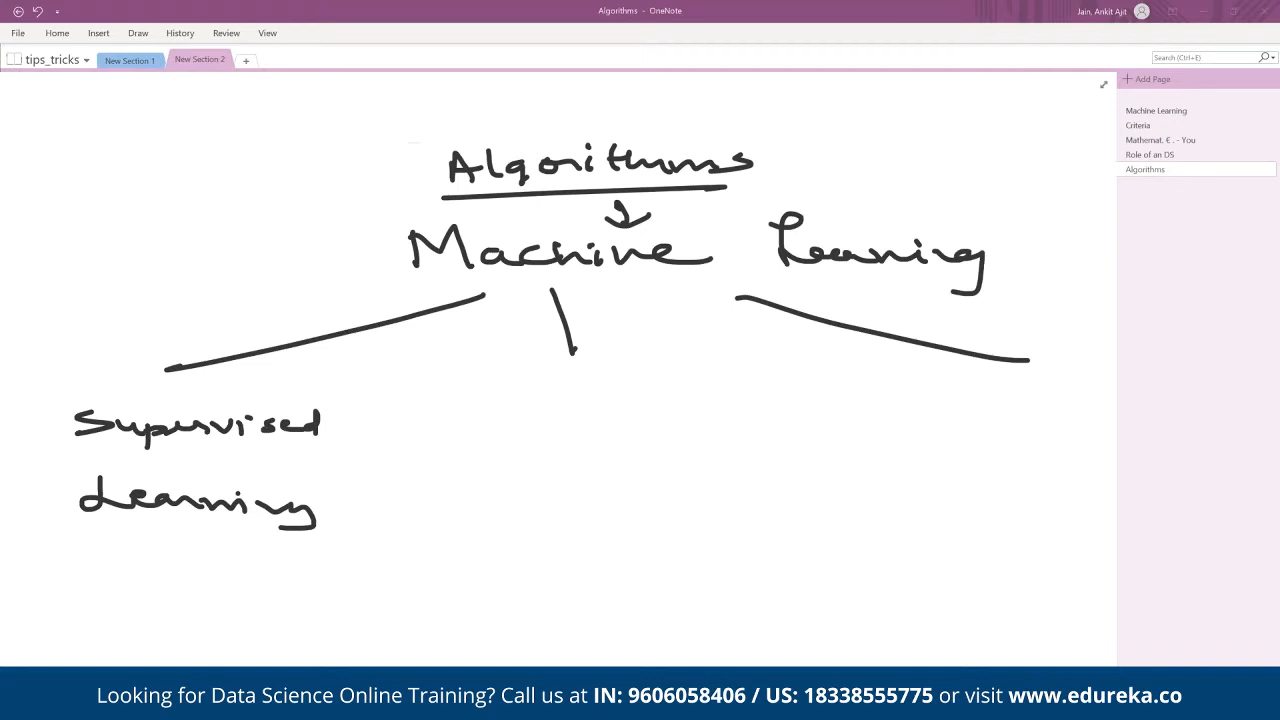 Algorithms - OneNote
Jain, Ankit Ajit
File Home Insert Draw History Review View
tips_tricks New Section 1 New Section 2 +
Search (Ctrl+E)
+ Add Page
Machine Learning
Criteria
Mathemat. € . - You
Role of an DS
Algorithms
Algorithms
Machine Learning
Supervised
Learning
Looking for Data Science Online Training? Call us at IN: 9606058406 / US: 18338555775 or visit www.edureka.co